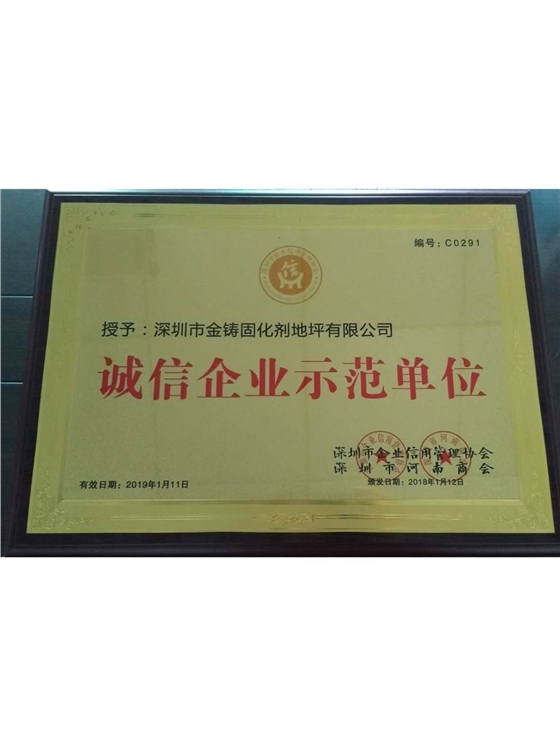 编号：C0291
信
授予：深圳市金铸固化剂地坪有限公司
诚信企业示范单位
深圳市企业信用管理协会
深圳市河南商会
有效日期：2019年1月11日
颁发日期：2018年1月12日